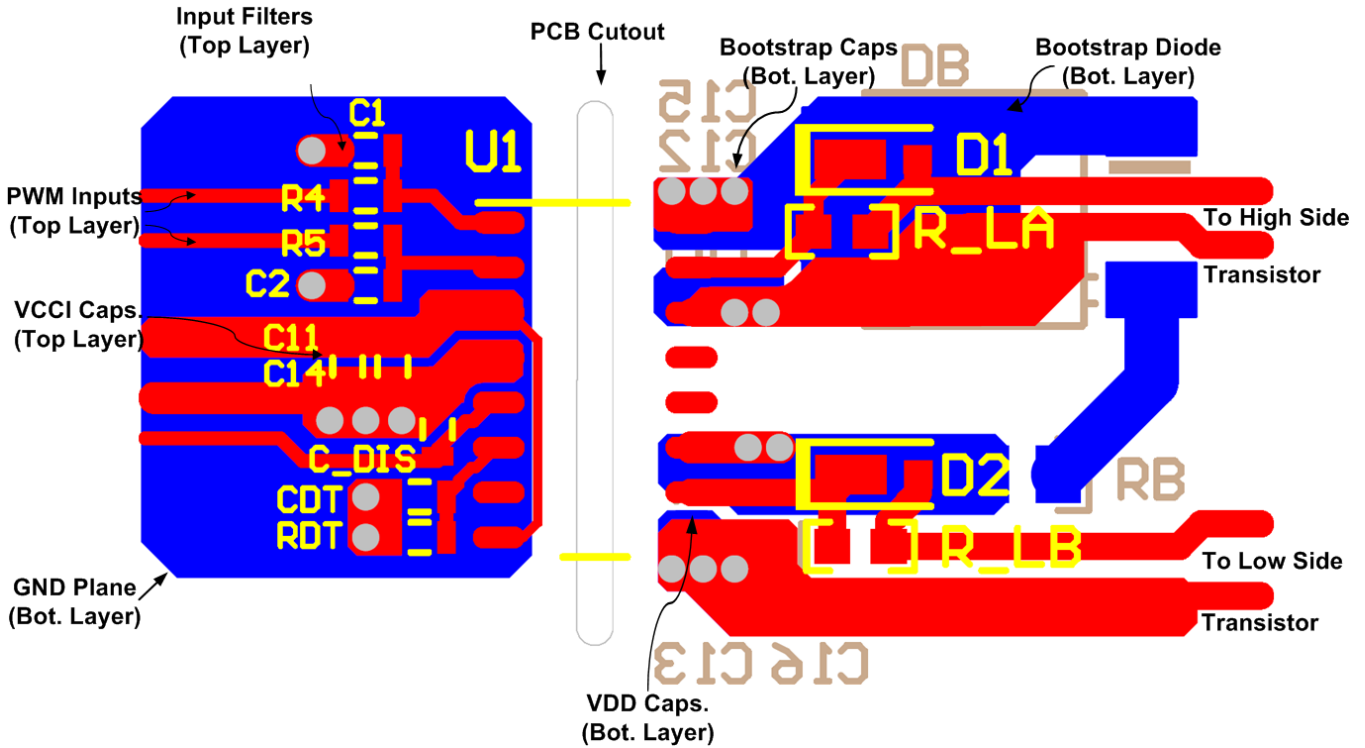 Input Filters
(Top Layer)
PCB Cutout
Bootstrap Caps
(Bot. Layer)
DB
Bootstrap Diode
(Bot. Layer)
C15
C1
C12
U1
D1
PWM Inputs
(Top Layer)
R4
R5
R_LA
To High Side
Transistor
C2
VCCI Caps.
(Top Layer)
C11
C14
C_DIS
D2
RB
CDT
RDT
R_LB
To Low Side
GND Plane
(Bot. Layer)
Transistor
C13
C16
VDD Caps.
(Bot. Layer)